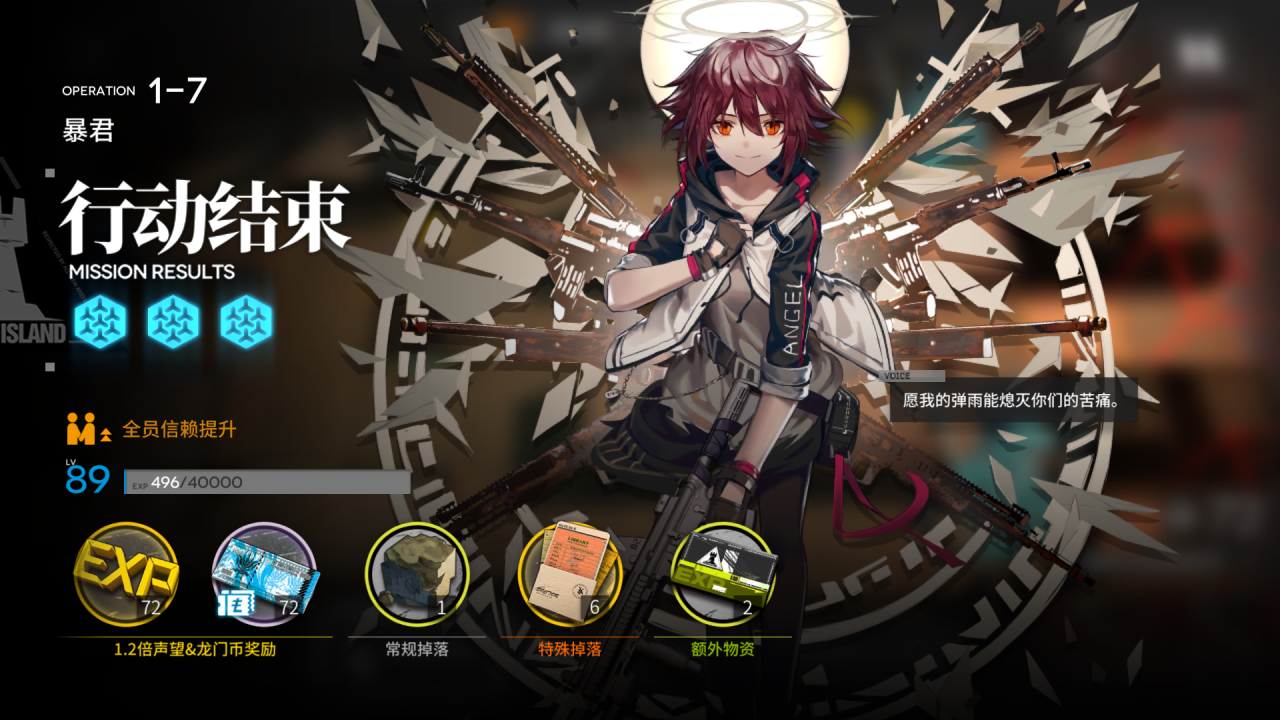 OPERATION 1-7
暴君
行动结束
MISSION RESULTS
ISLAND
全员信赖提升
LV
89
EXP 496/40000
ANGEL
VOICE
愿我的弹雨能熄灭你们的苦痛。
EXP
72
72
1
LIBRARY
6
EXP
2
1.2倍声望&龙门币奖励
常规掉落
特殊掉落
额外物资